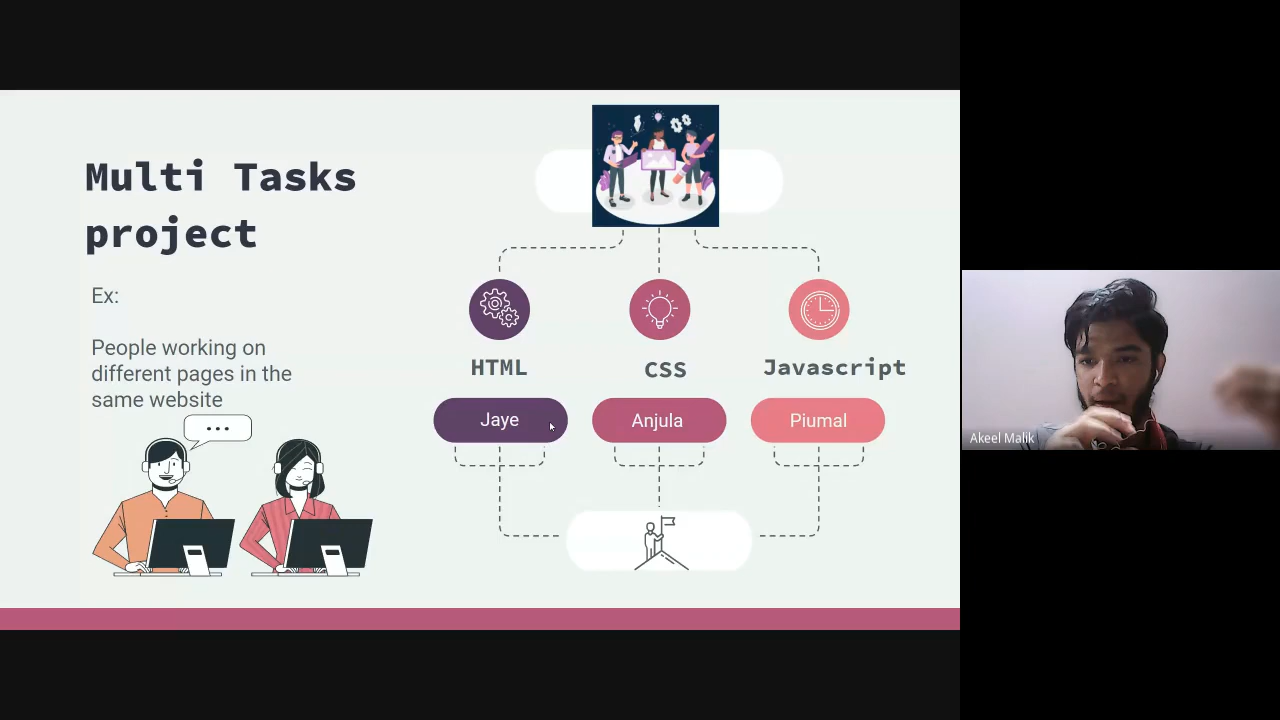 Multi Tasks
project
Ex:
People working on
different pages in the
same website
HTML
CSS
Javascript
Jaye
Anjula
Piumal
Akeel Malik